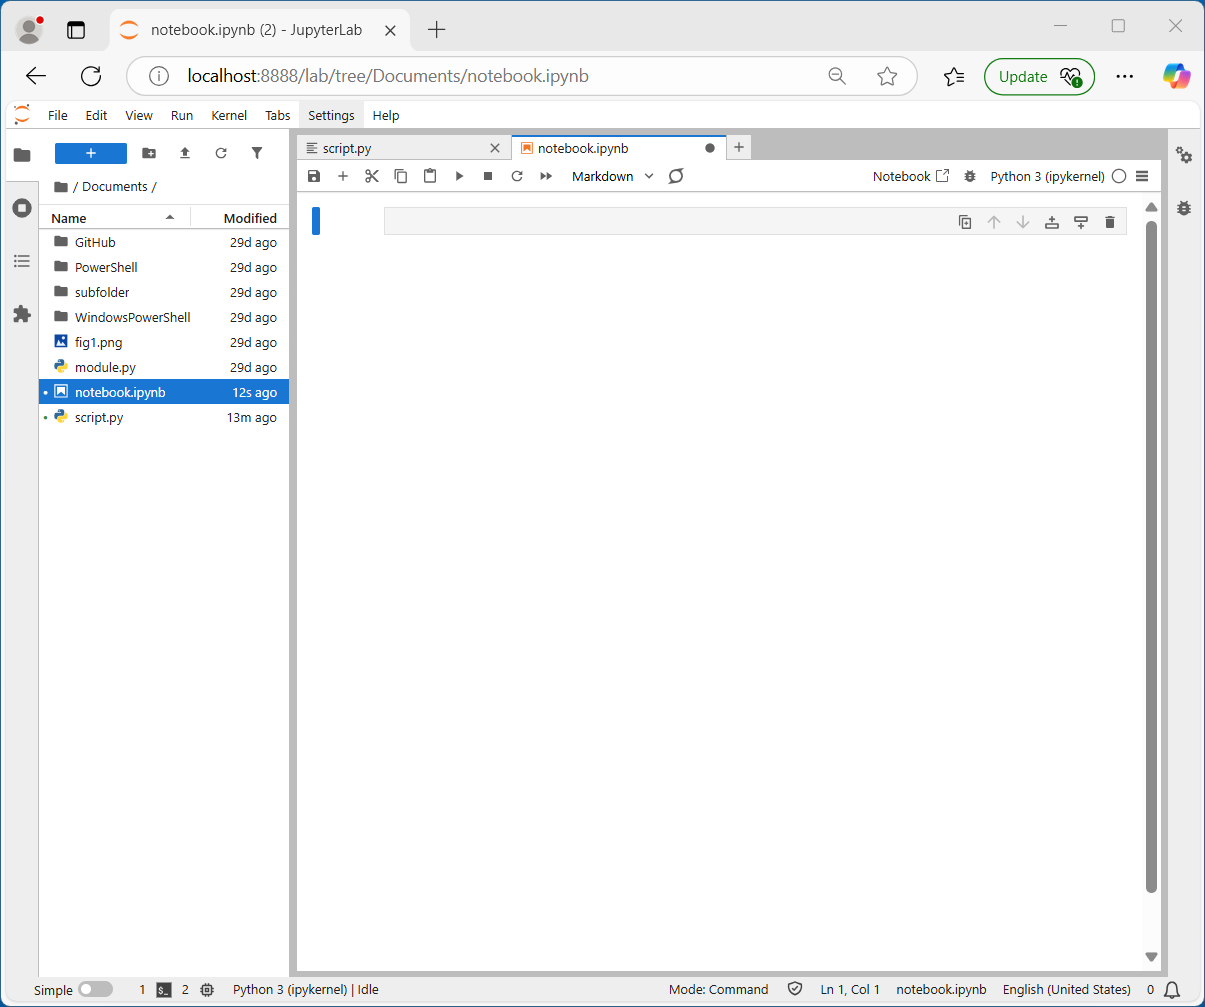 notebook.ipynb (2) - JupyterLab
localhost:8888/lab/tree/Documents/notebook.ipynb
Update
File Edit View Run Kernel Tabs Settings Help
script.py
notebook.ipynb
/ Documents /
Markdown
Notebook
Python 3 (ipykernel)
Name Modified
GitHub 29d ago
PowerShell 29d ago
subfolder 29d ago
WindowsPowerShell 29d ago
fig1.png 29d ago
module.py 29d ago
notebook.ipynb 12s ago
script.py 13m ago
Simple 1 $_ 2 Python 3 (ipykernel) | Idle Mode: Command Ln 1, Col 1 notebook.ipynb English (United States) 0